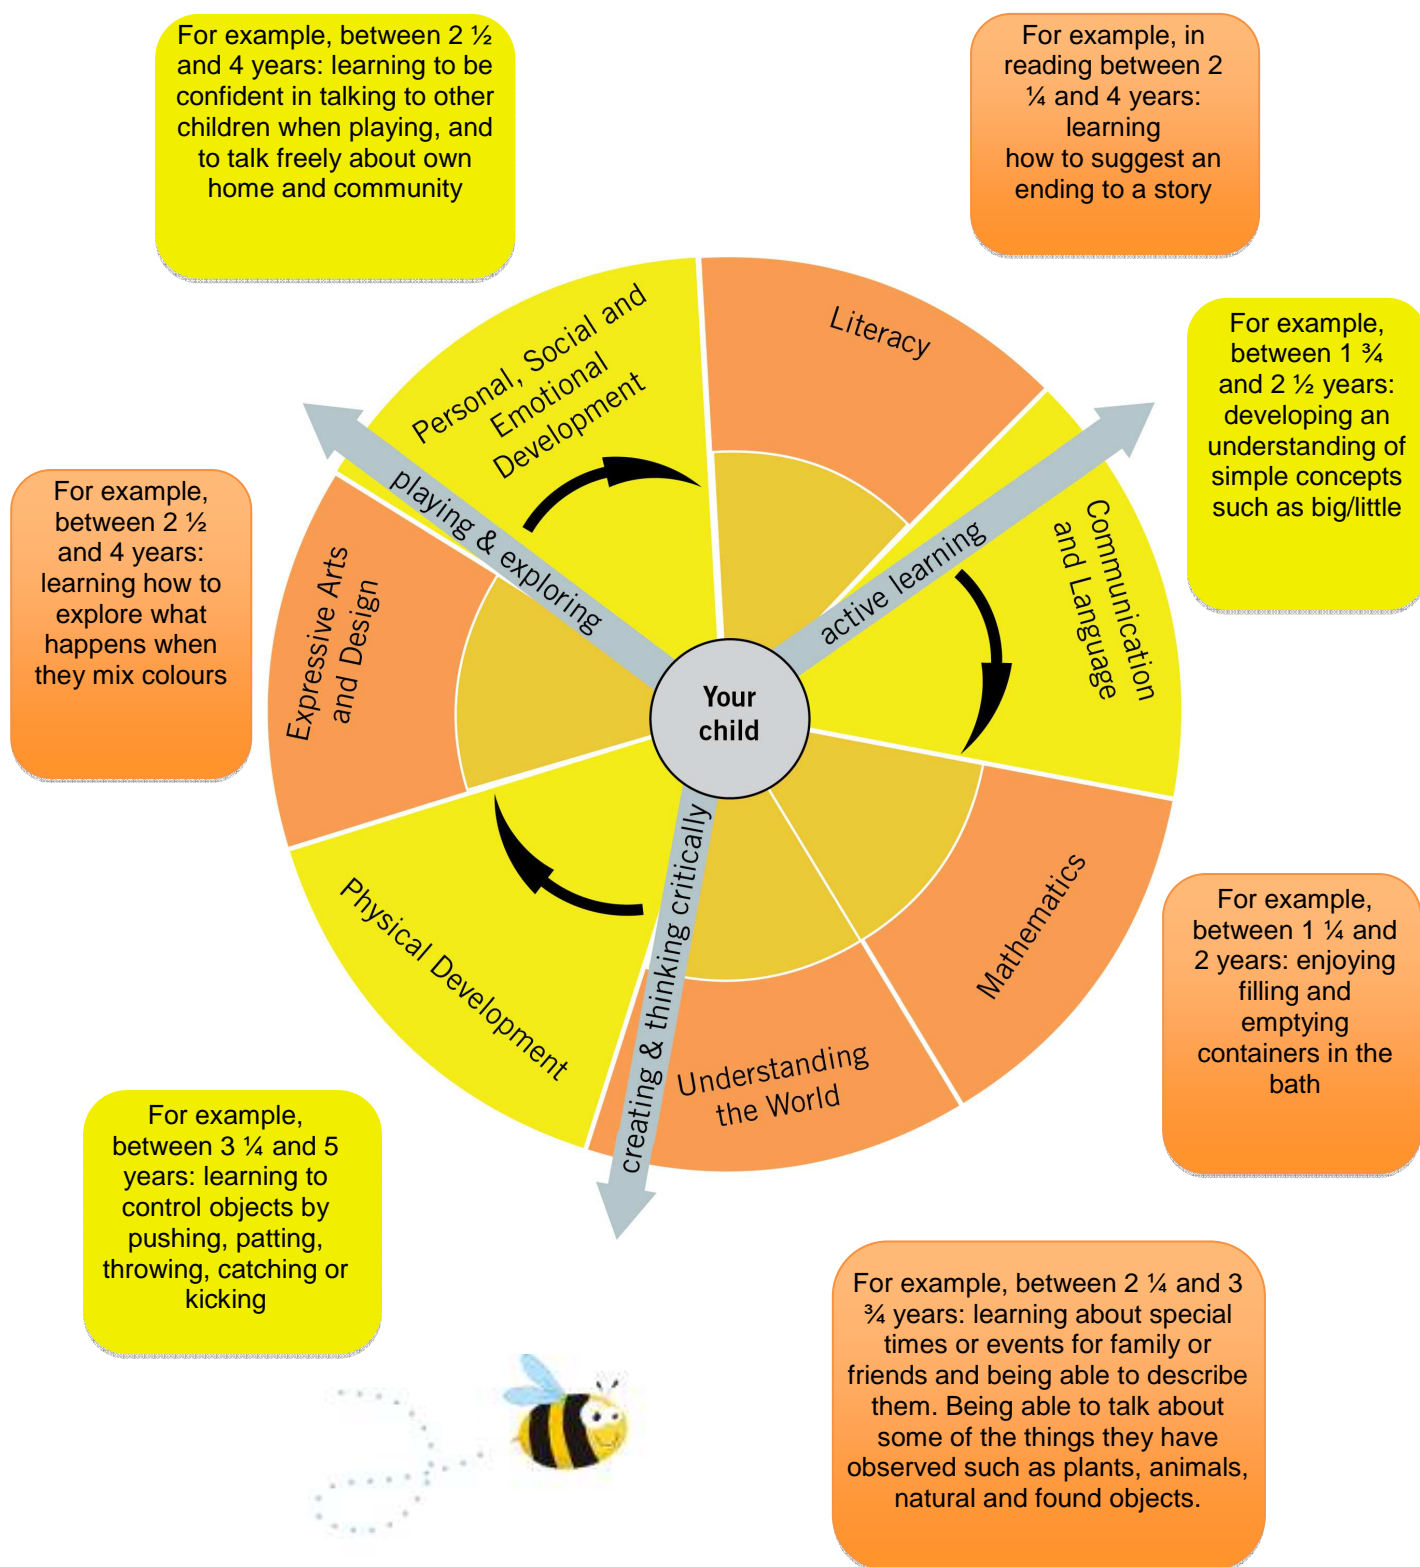 For example, between 2 ½
and 4 years: learning to be
confident in talking to other
children when playing, and
to talk freely about own
home and community
For example, in
reading between 2
¼ and 4 years:
learning
how to suggest an
ending to a story
For example,
between 1 ¾
and 2 ½ years:
developing an
understanding of
simple concepts
such as big/little
For example,
between 2 ½
and 4 years:
learning how to
explore what
happens when
they mix colours
Personal, Social and
Emotional
Development
Literacy
Communication
and Language
playing & exploring
active learning
Expressive Arts
and Design
Your
child
Physical Development
creating & thinking critically
Understanding
the World
Mathematics
For example,
between 1 ¼ and
2 years: enjoying
filling and
emptying
containers in the
bath
For example,
between 3 ¼ and 5
years: learning to
control objects by
pushing, patting,
throwing, catching or
kicking
For example, between 2 ¼ and 3
¾ years: learning about special
times or events for family or
friends and being able to describe
them. Being able to talk about
some of the things they have
observed such as plants, animals,
natural and found objects.